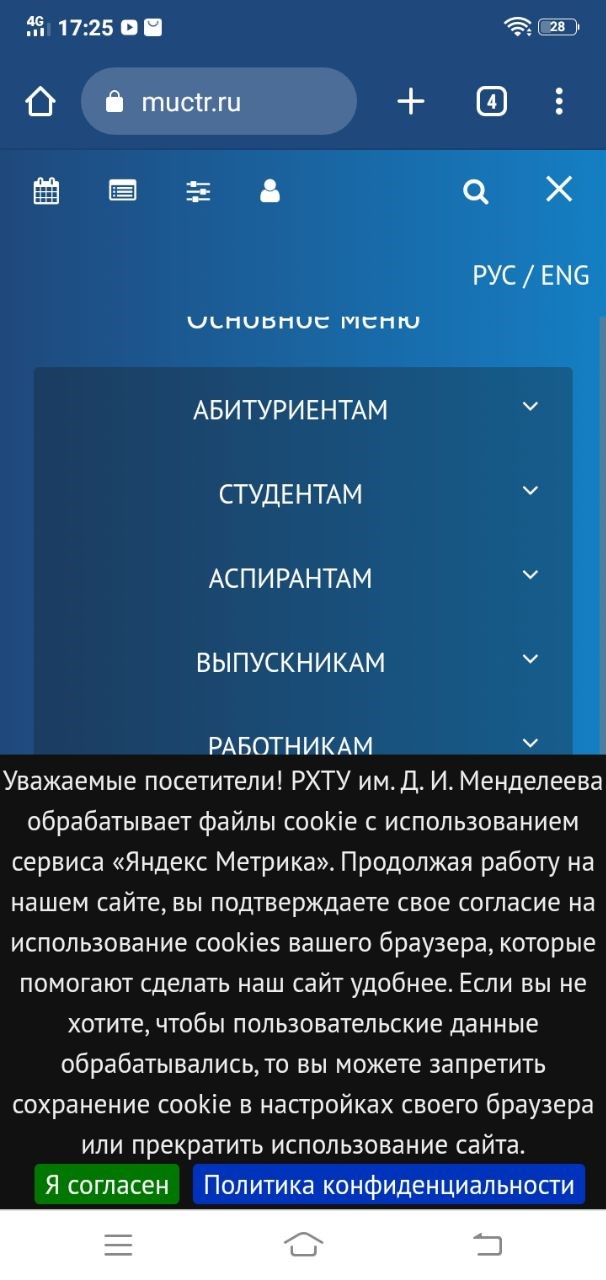 4G 17:25 28
muctr.ru 4
РУС / ENG
Основное меню
АБИТУРИЕНТАМ
СТУДЕНТАМ
АСПИРАНТАМ
ВЫПУСКНИКАМ
РАБОТНИКАМ
Уважаемые посетители! РХТУ им. Д. И. Менделеева
обрабатывает файлы cookie с использованием
сервиса «Яндекс Метрика». Продолжая работу на
нашем сайте, вы подтверждаете свое согласие на
использование cookies вашего браузера, которые
помогают сделать наш сайт удобнее. Если вы не
хотите, чтобы пользовательские данные
обрабатывались, то вы можете запретить
сохранение cookie в настройках своего браузера
или прекратить использование сайта.
Я согласен Политика конфиденциальности